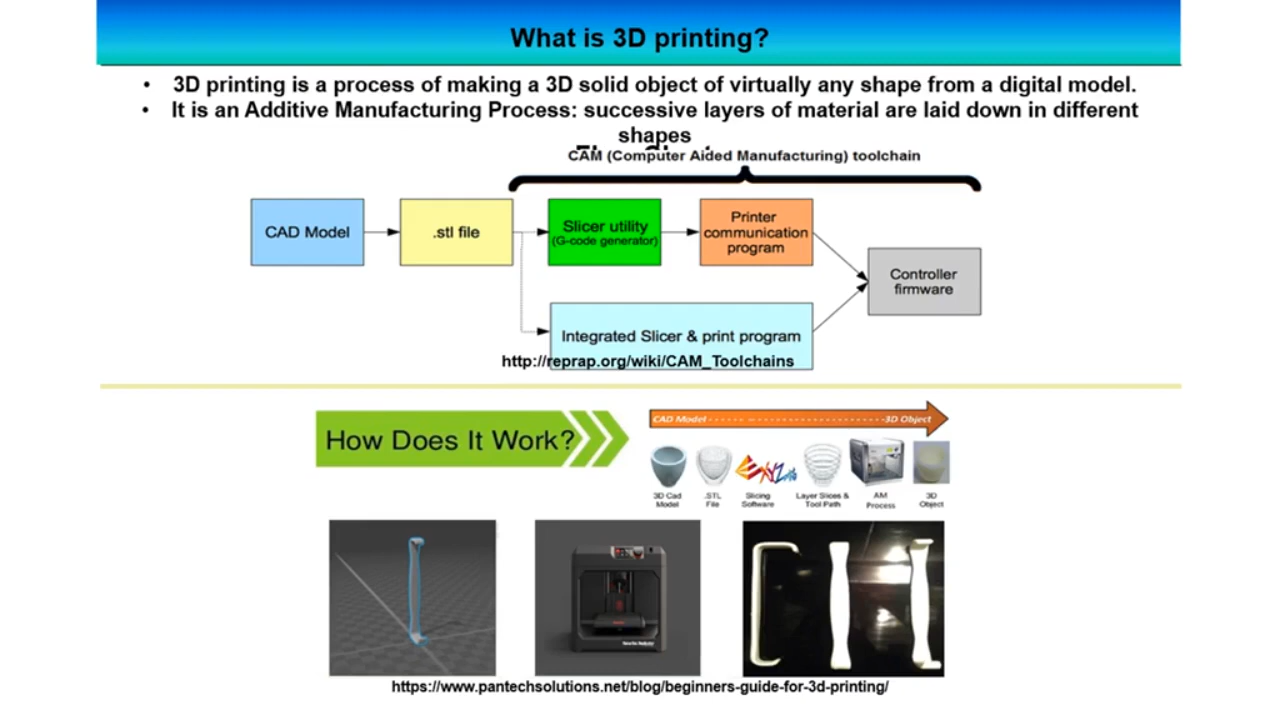 What is 3D printing?
• 3D printing is a process of making a 3D solid object of virtually any shape from a digital model.
• It is an Additive Manufacturing Process: successive layers of material are laid down in different
shapes
CAM (Computer Aided Manufacturing) toolchain
CAD Model
.stl file
Slicer utility
(G-code generator)
Printer
communication
program
Controller
firmware
Integrated Slicer & print program
http://reprap.org/wiki/CAM_Toolchains
How Does It Work?
CAD Model
3D Object
3D Cad
Model
.STL
File
Slicing
Software
Layer Slices &
Tool Path
AM
Process
3D
Object
https://www.pantechsolutions.net/blog/beginners-guide-for-3d-printing/